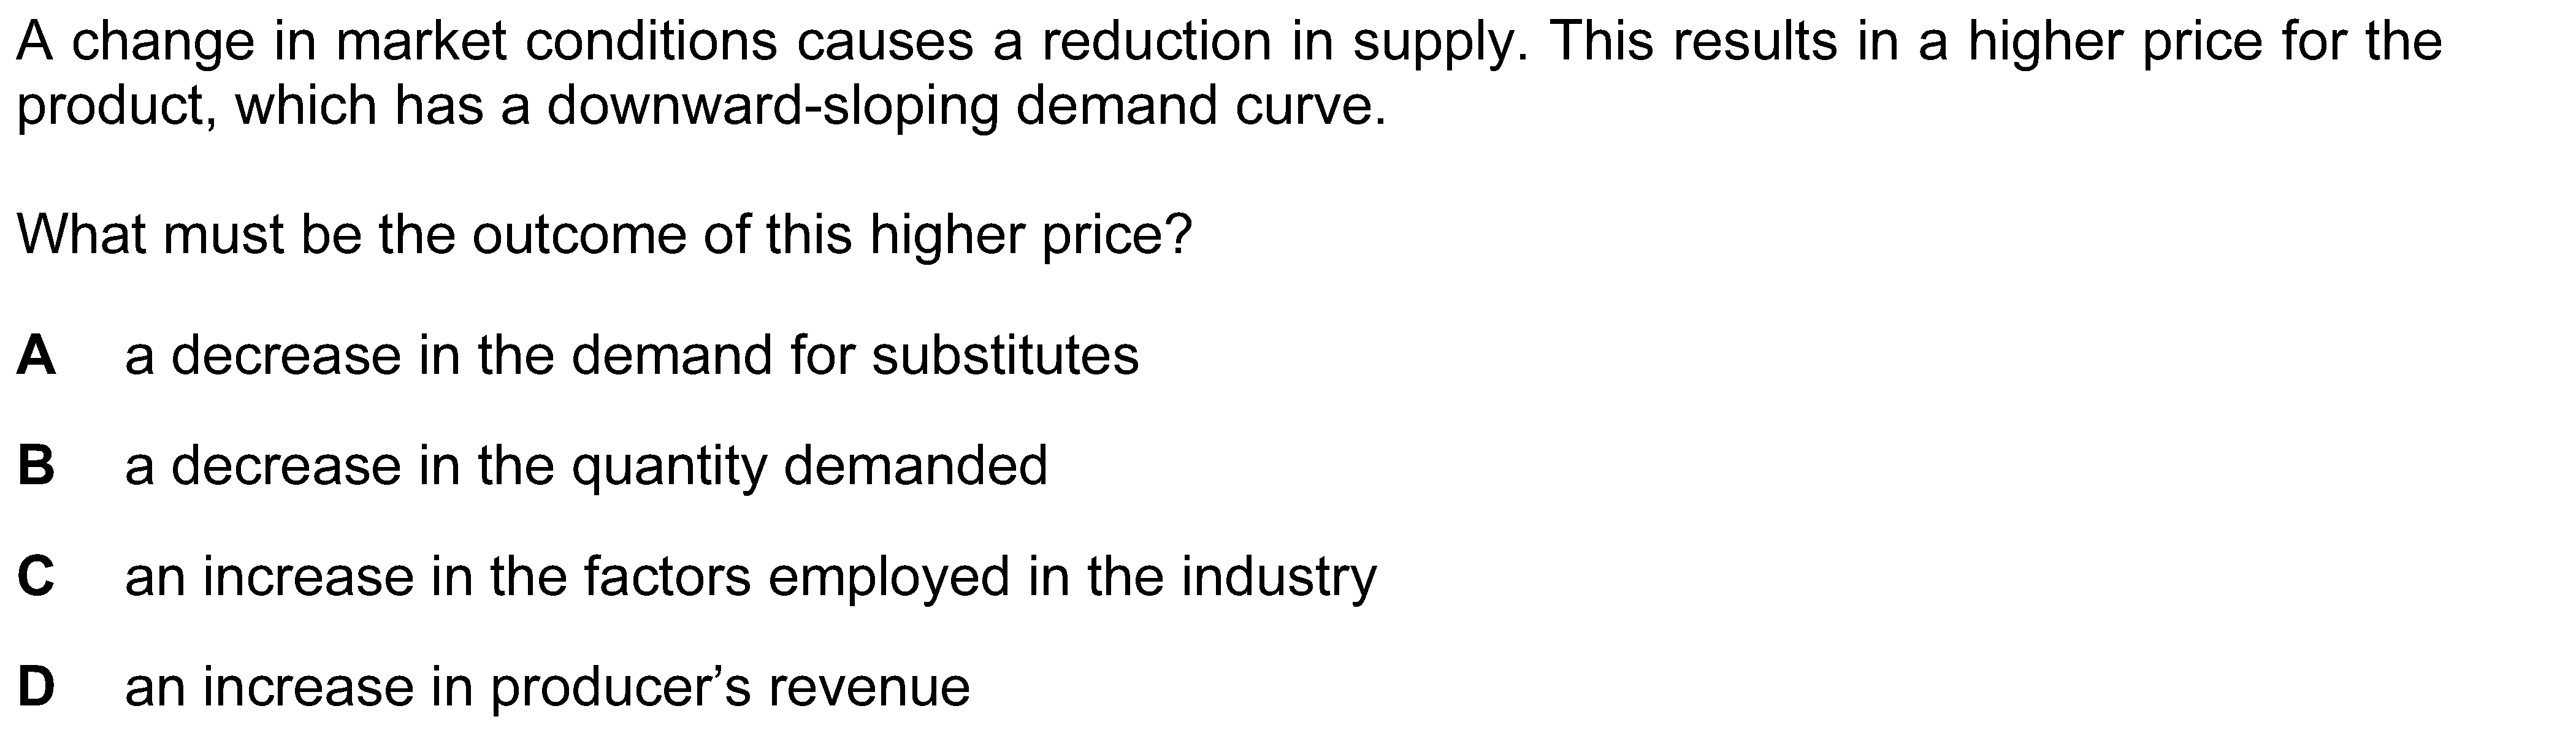 A change in market conditions causes a reduction in supply. This results in a higher price for the
product, which has a downward-sloping demand curve.
What must be the outcome of this higher price?
A a decrease in the demand for substitutes
B a decrease in the quantity demanded
C an increase in the factors employed in the industry
D an increase in producer’s revenue